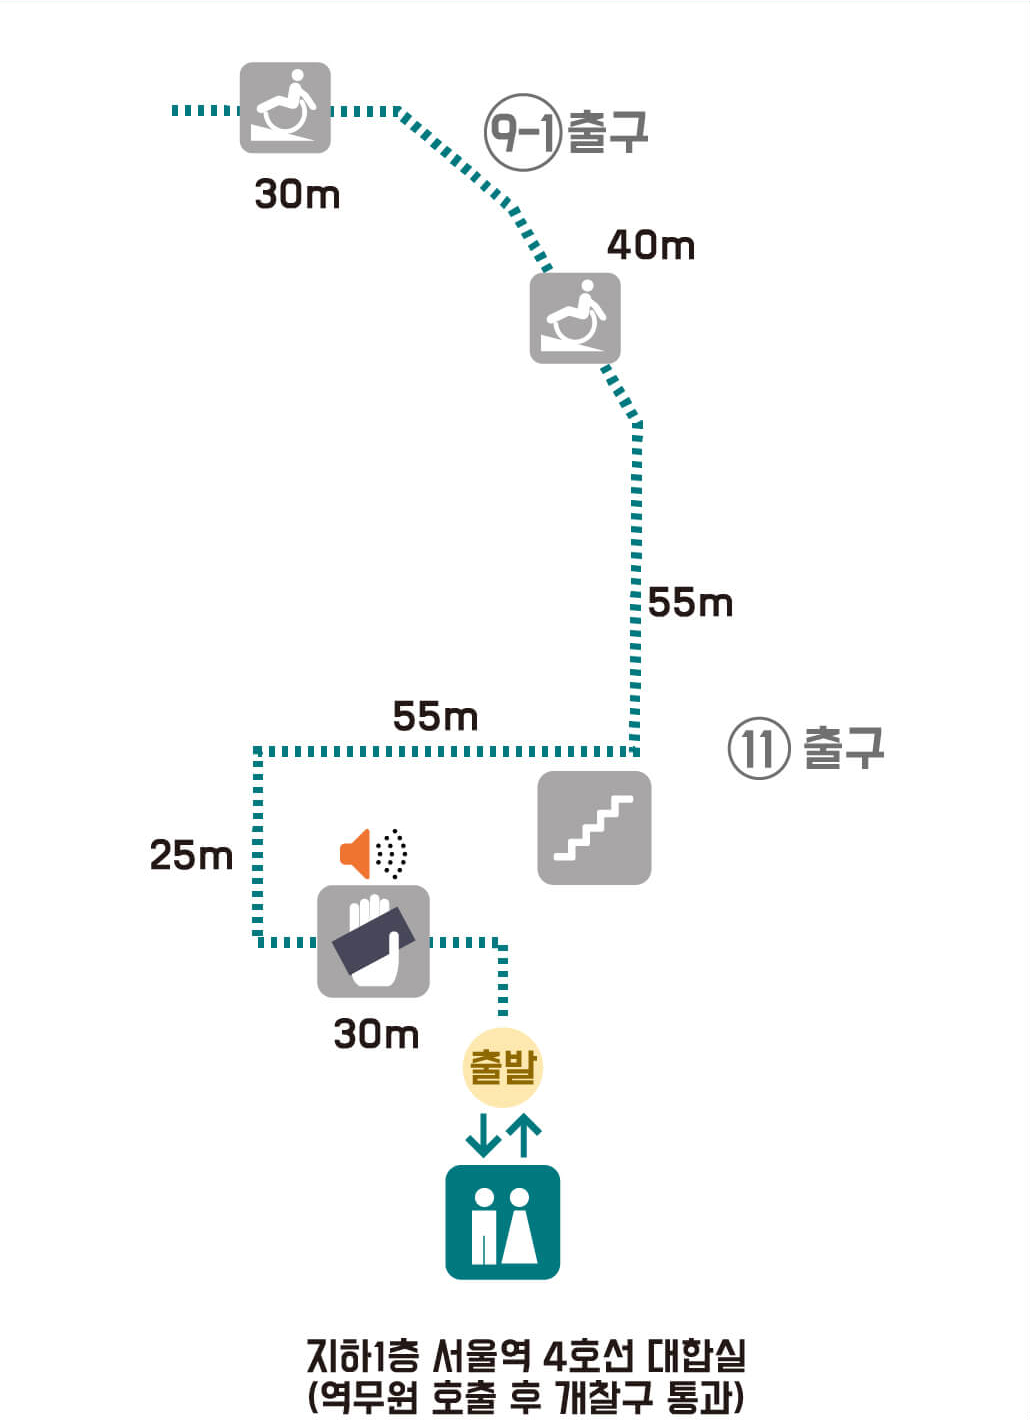 9-1 출구
30m
40m
55m
55m
11 출구
25m
30m
출발
지하1층 서울역 4호선 대합실
(역무원 호출 후 개찰구 통과)